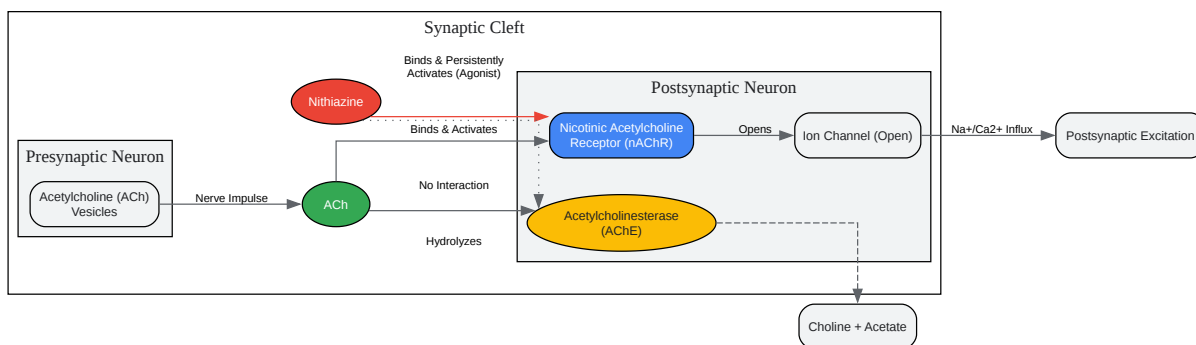 Synaptic Cleft
Binds & Persistently
Activates (Agonist)
Postsynaptic Neuron
Nithiazine
Binds & Activates
Nicotinic Acetylcholine
Receptor (nAChR)
Opens
Ion Channel (Open)
Na+/Ca2+ Influx
Postsynaptic Excitation
Presynaptic Neuron
Acetylcholine (ACh)
Vesicles
Nerve Impulse
ACh
No Interaction
Acetylcholinesterase
(AChE)
Hydrolyzes
Choline + Acetate